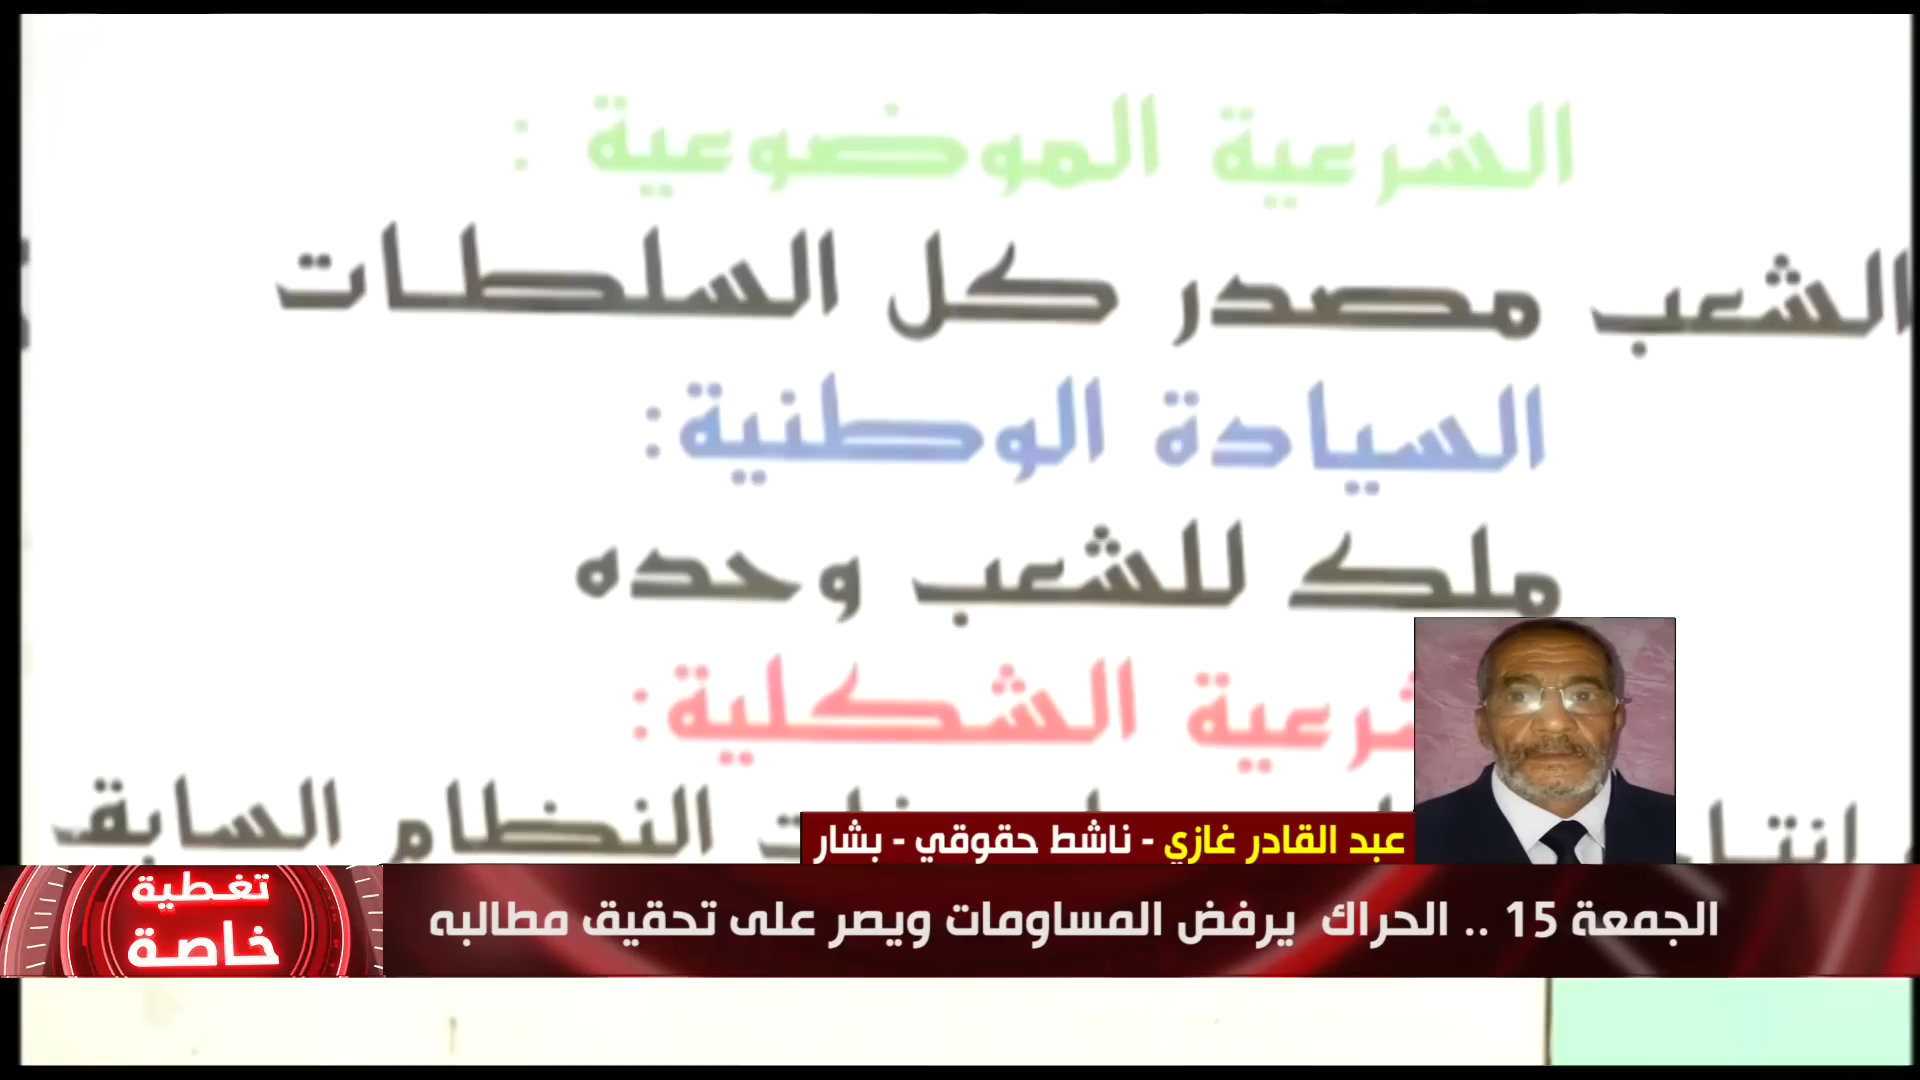 الشرعية الموضوعية :
الشعب مصدر كل السلطات
السيادة الوطنية:
ملك للشعب وحده
الشكلية:
النظام السابق
عبد القادر غازي - ناشط حقوقي - بشار
تغطية
خاصة
الجمعة 15 .. الحراك يرفض المساومات ويصر على تحقيق مطالبه